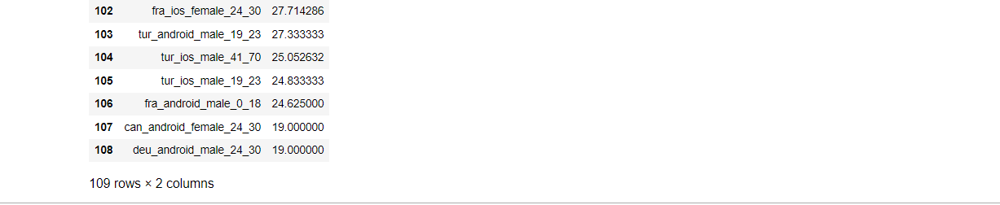 102 fra_ios_female_24_30 27.714286
103 tur_android_male_19_23 27.333333
104 tur_ios_male_41_70 25.052632
105 tur_ios_male_19_23 24.833333
106 fra_android_male_0_18 24.625000
107 can_android_female_24_30 19.000000
108 deu_android_male_24_30 19.000000
109 rows × 2 columns